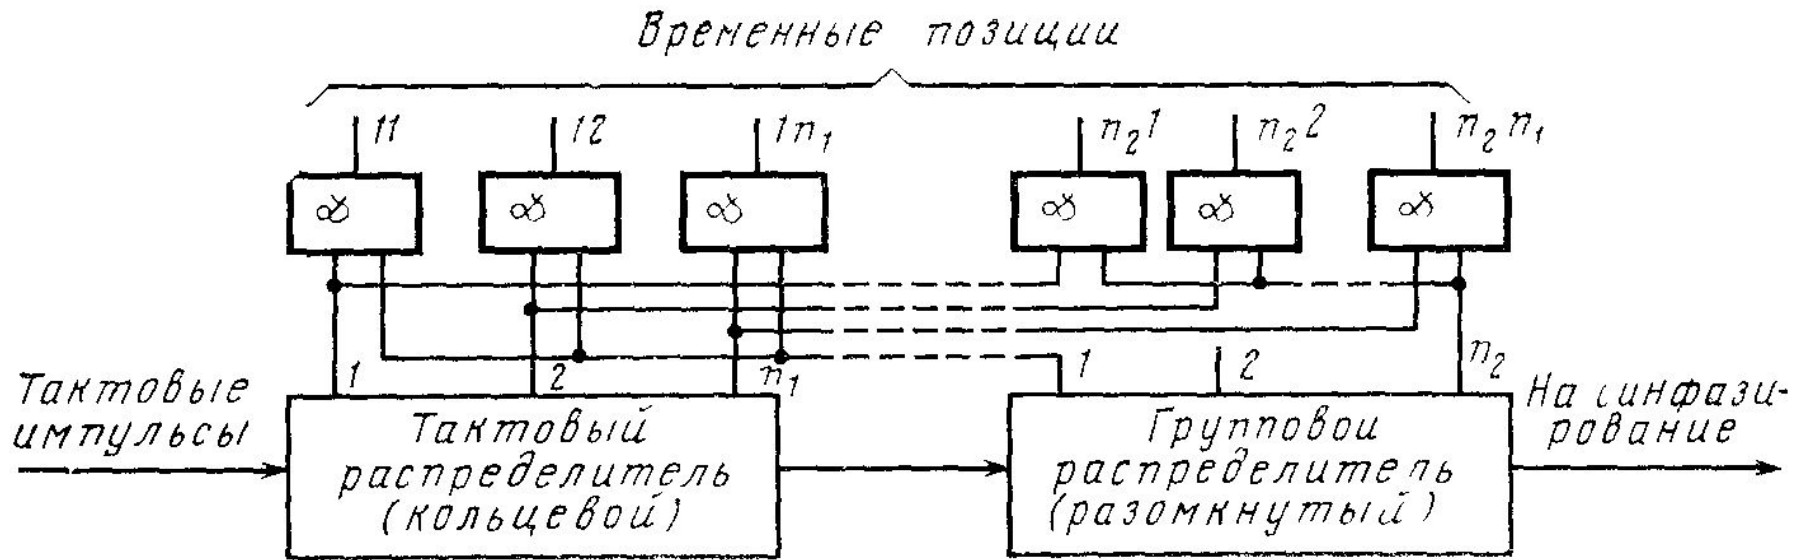 Временные позиции
11 12 1n₁ n₂1 n₂2 n₂n₁
& & & & & &
1 2 n₁ 1 2 n₂
Тактовые
импульсы
Тактовый
распределитель
(кольцевой)
Групповои
распределитель
(разомкнутый)
На синфази-
рование